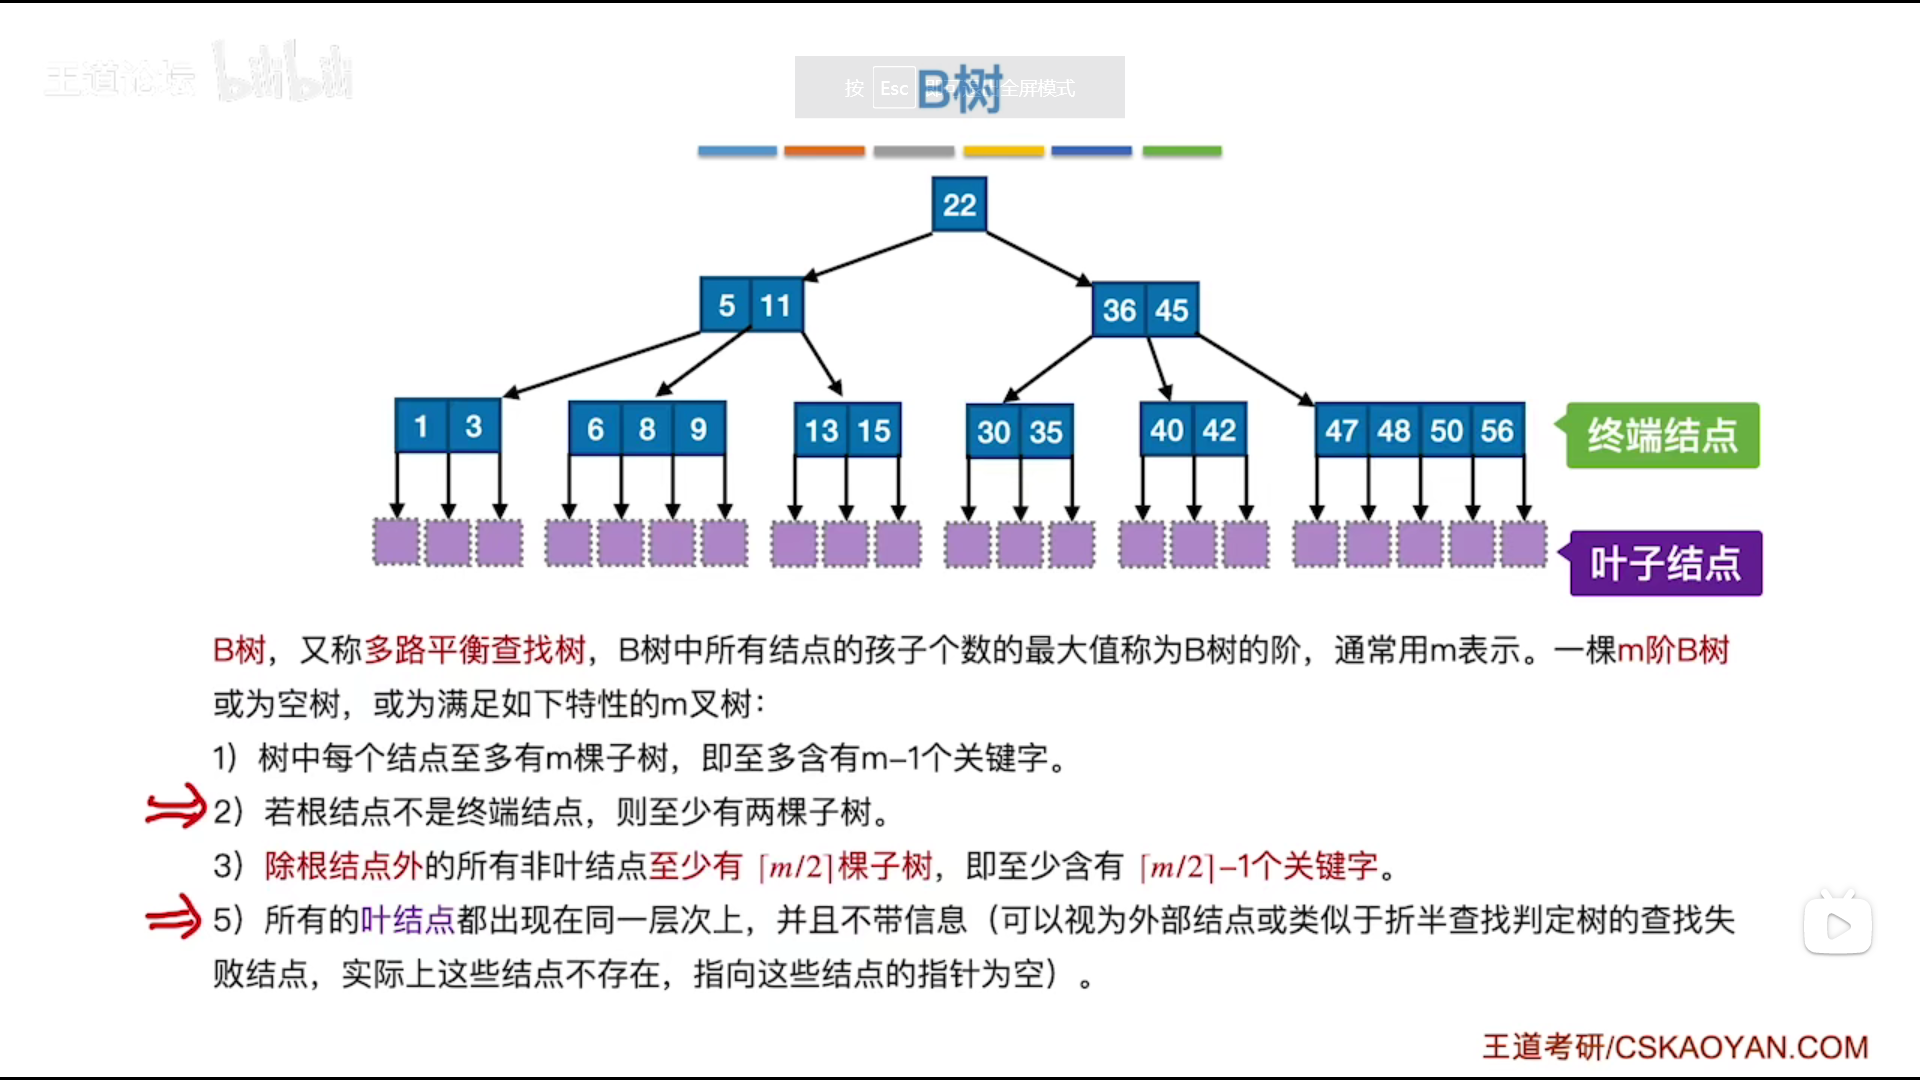 王道论坛 bilibili
按 Esc 全屏模式
B树
22
5 11
36 45
1 3
6 8 9
13 15
30 35
40 42
47 48 50 56
终端结点
叶子结点
B树，又称多路平衡查找树，B树中所有结点的孩子个数的最大值称为B树的阶，通常用m表示。一棵m阶B树
或为空树，或为满足如下特性的m叉树：
1）树中每个结点至多有m棵子树，即至多含有m-1个关键字。
2）若根结点不是终端结点，则至少有两棵子树。
3）除根结点外的所有非叶结点至少有 ⌈m/2⌉棵子树，即至少含有 ⌈m/2⌉-1个关键字。
5）所有的叶结点都出现在同一层次上，并且不带信息（可以视为外部结点或类似于折半查找判定树的查找失
败结点，实际上这些结点不存在，指向这些结点的指针为空）。
王道考研/CSKAOYAN.COM